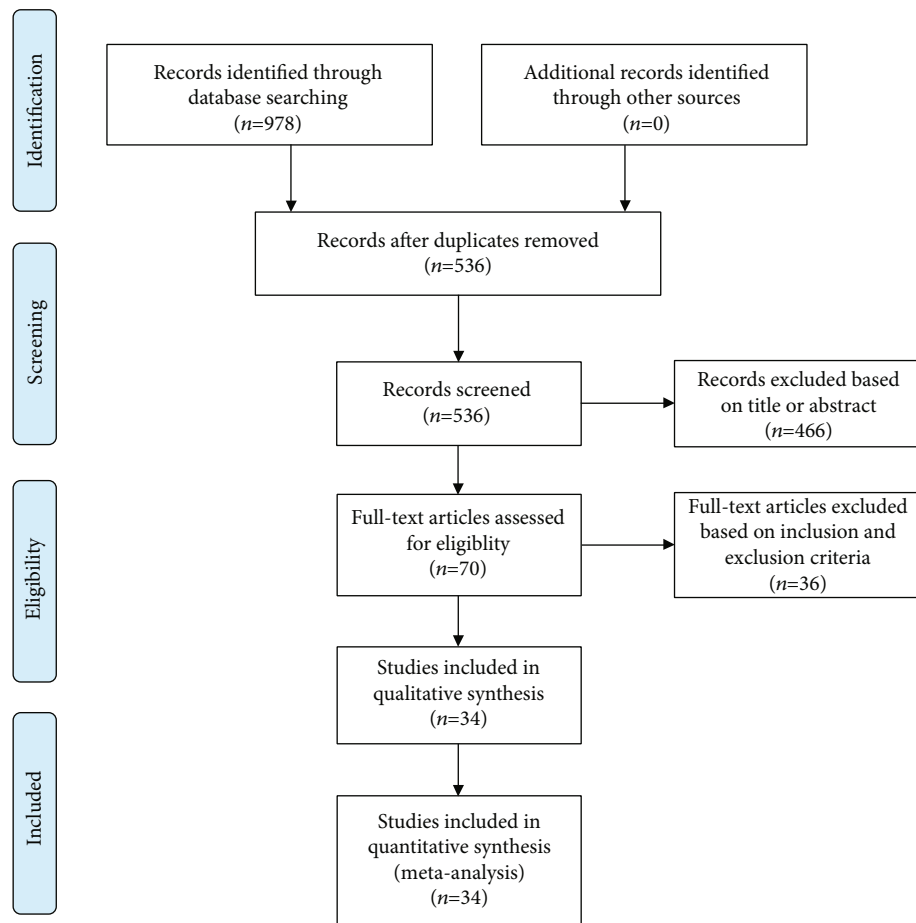 Identification
Records identified through
database searching
(n=978)
Additional records identified
through other sources
(n=0)
Records after duplicates removed
(n=536)
Screening
Records screened
(n=536)
Records excluded based
on title or abstract
(n=466)
Eligibility
Full-text articles assessed
for eligiblity
(n=70)
Full-text articles excluded
based on inclusion and
exclusion criteria
(n=36)
Studies included in
qualitative synthesis
(n=34)
Included
Studies included in
quantitative synthesis
(meta-analysis)
(n=34)